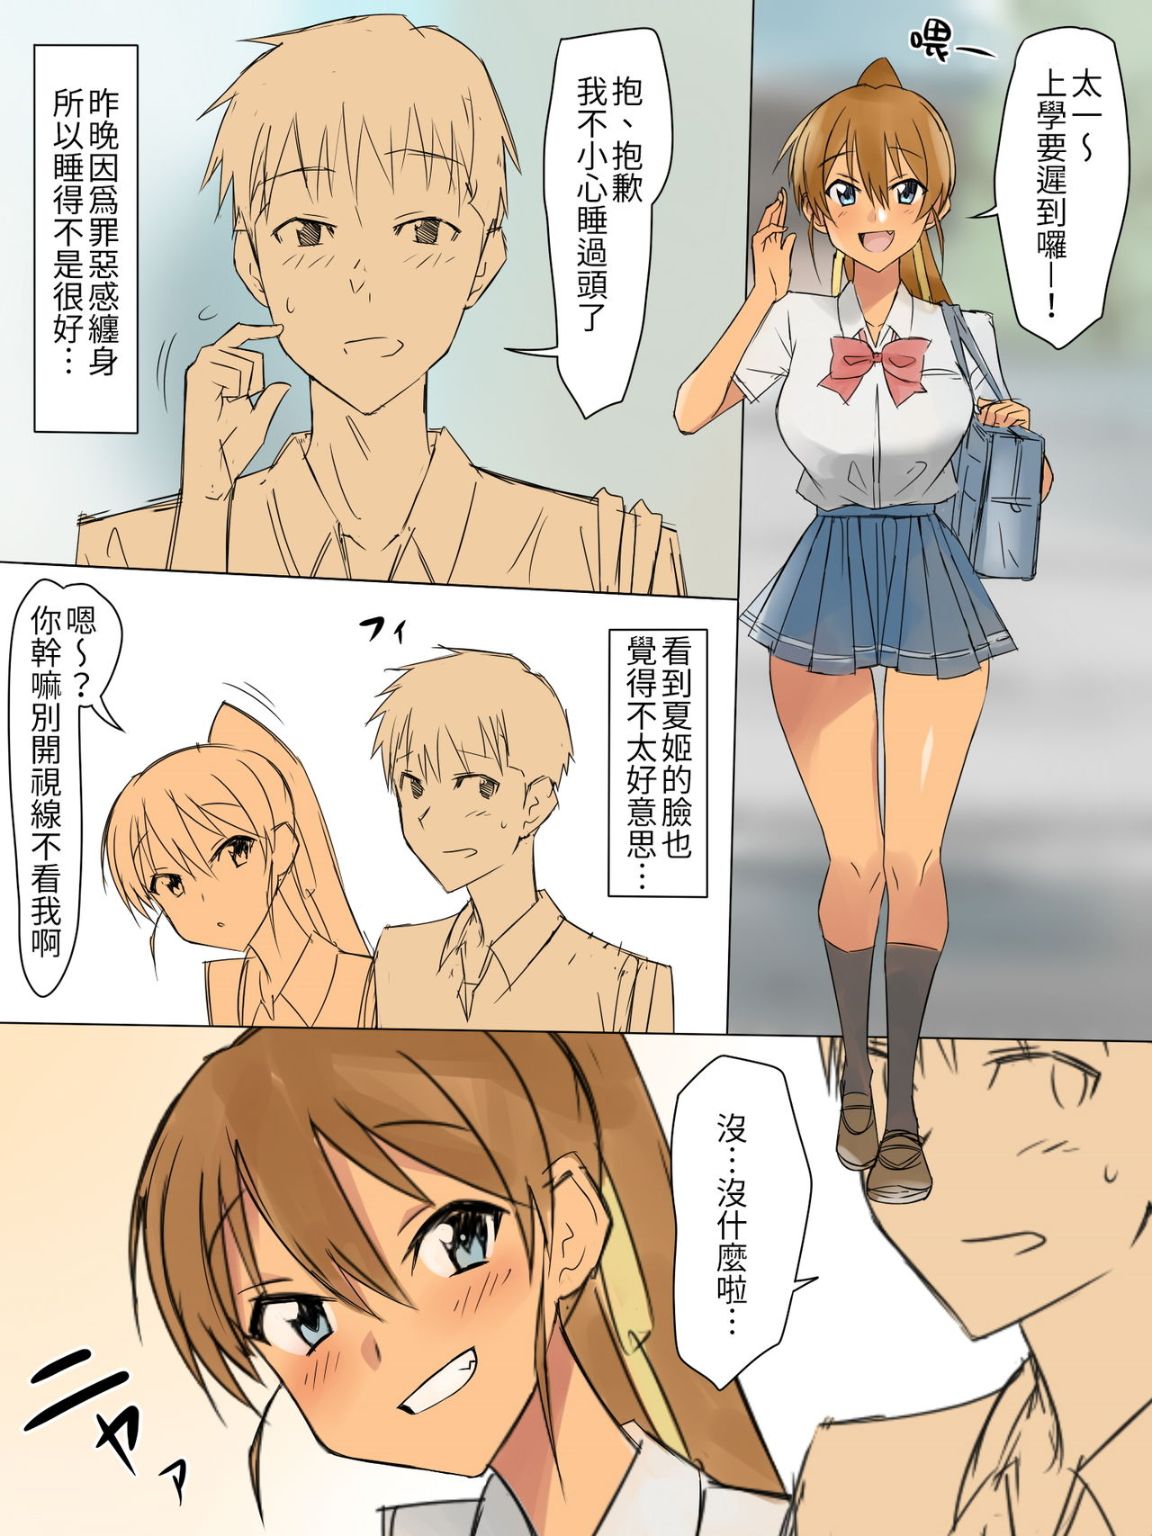 喂—
太一～
上學要遲到囉—！
抱、抱歉
我不小心睡過頭了
昨晚因爲罪惡感纏身
所以睡得不是很好…
看到夏姬的臉也
覺得不太好意思…
フィ
嗯～？
你幹嘛別開視線不看我啊
沒…沒什麼啦…
ニヤァ